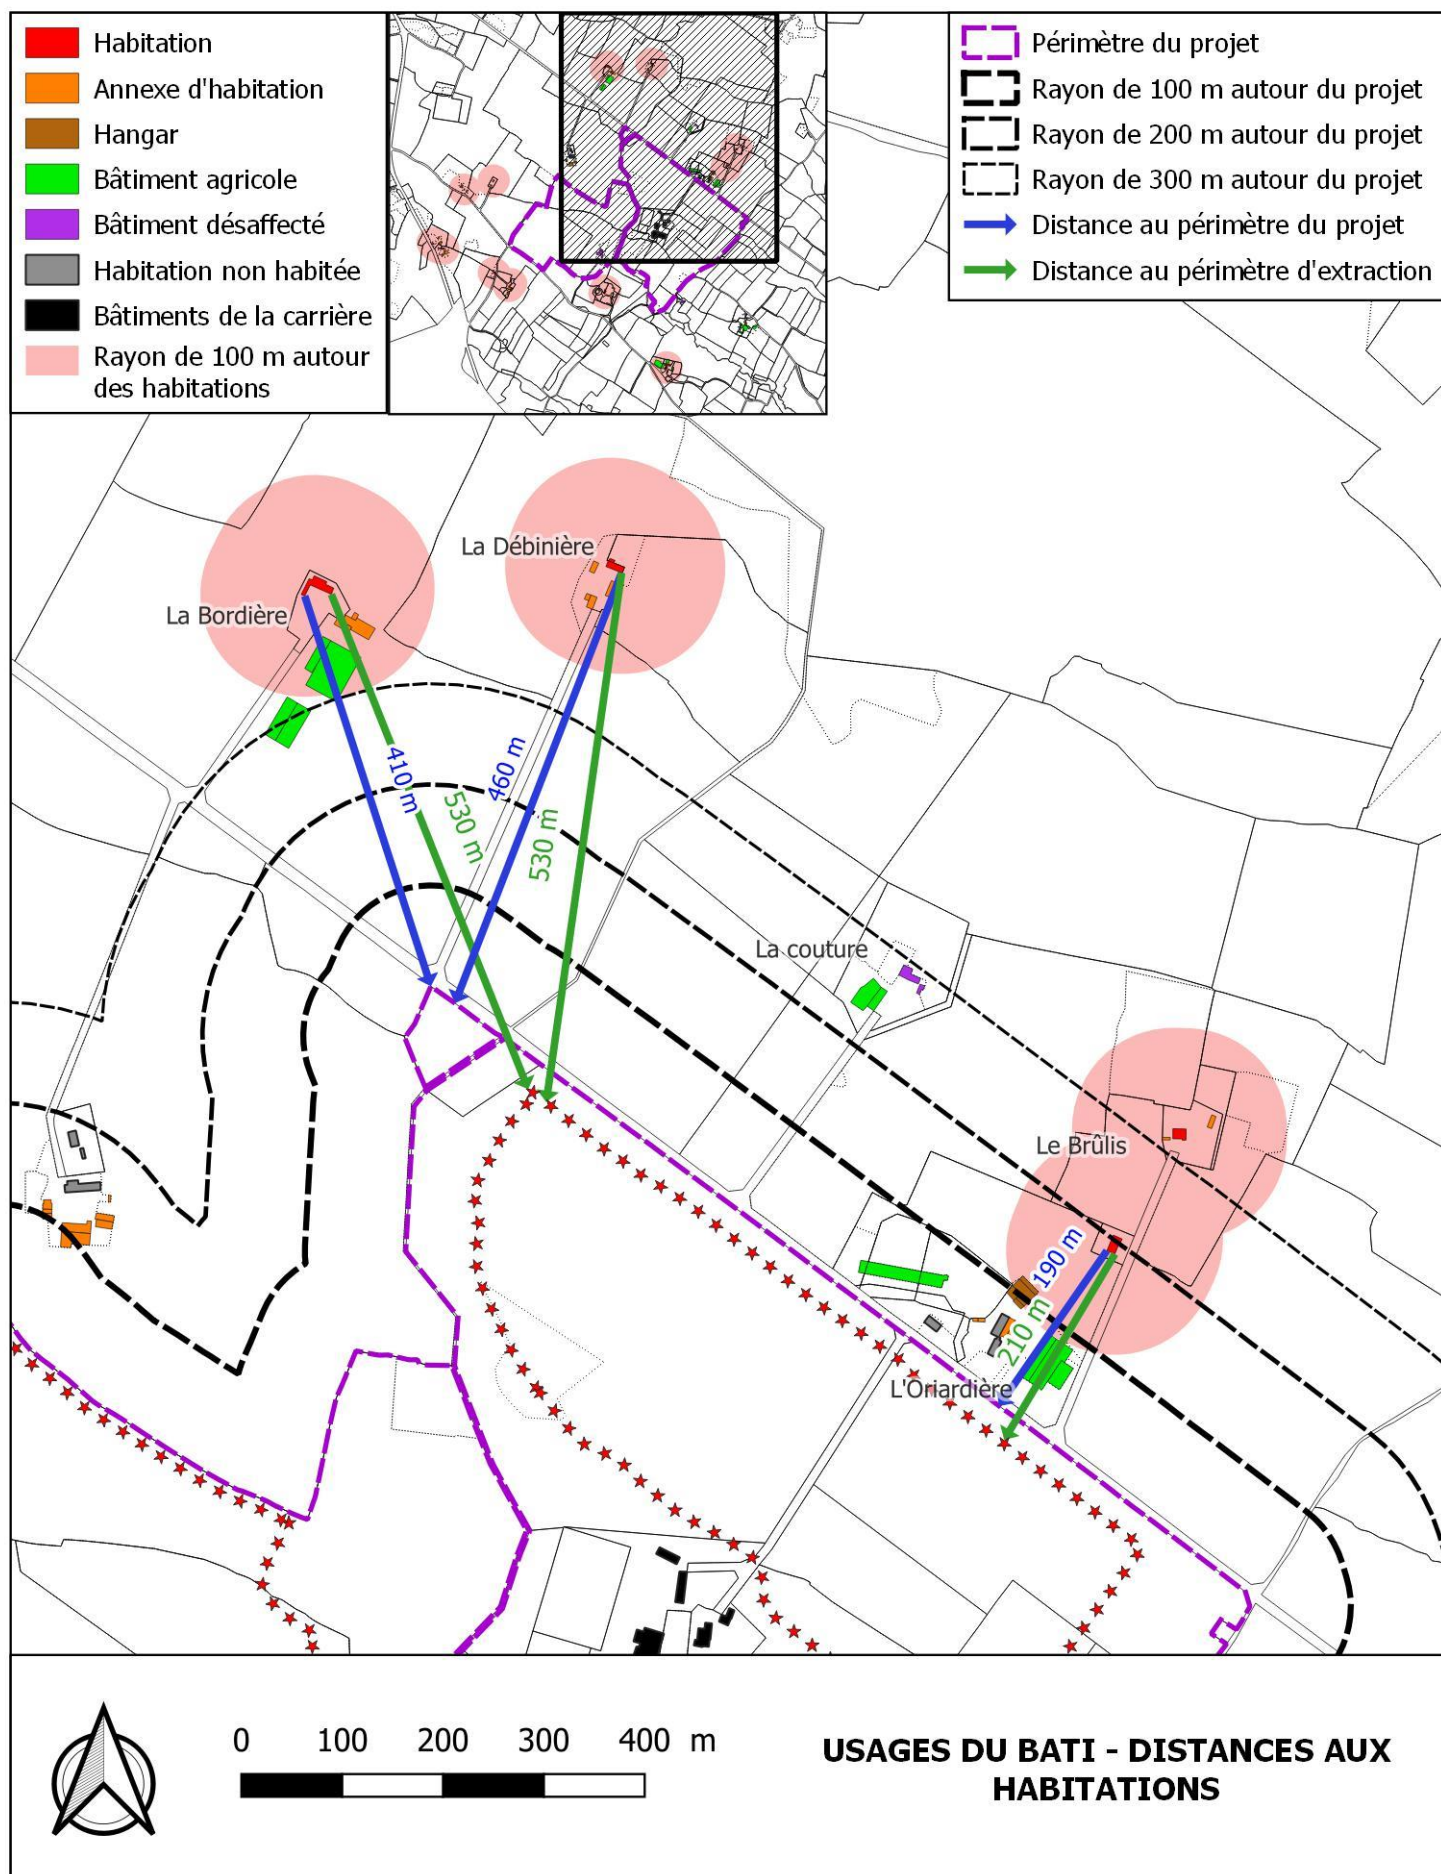 Habitation
Annexe d'habitation
Hangar
Bâtiment agricole
Bâtiment désaffecté
Habitation non habitée
Bâtiments de la carrière
Rayon de 100 m autour
des habitations
Périmètre du projet
Rayon de 100 m autour du projet
Rayon de 200 m autour du projet
Rayon de 300 m autour du projet
Distance au périmètre du projet
Distance au périmètre d'extraction
La Débinière
La Bordière
410 m
530 m
460 m
530 m
La couture
Le Brûlis
190 m
210 m
L'Oriardière
0 100 200 300 400 m
USAGES DU BATI - DISTANCES AUX
HABITATIONS